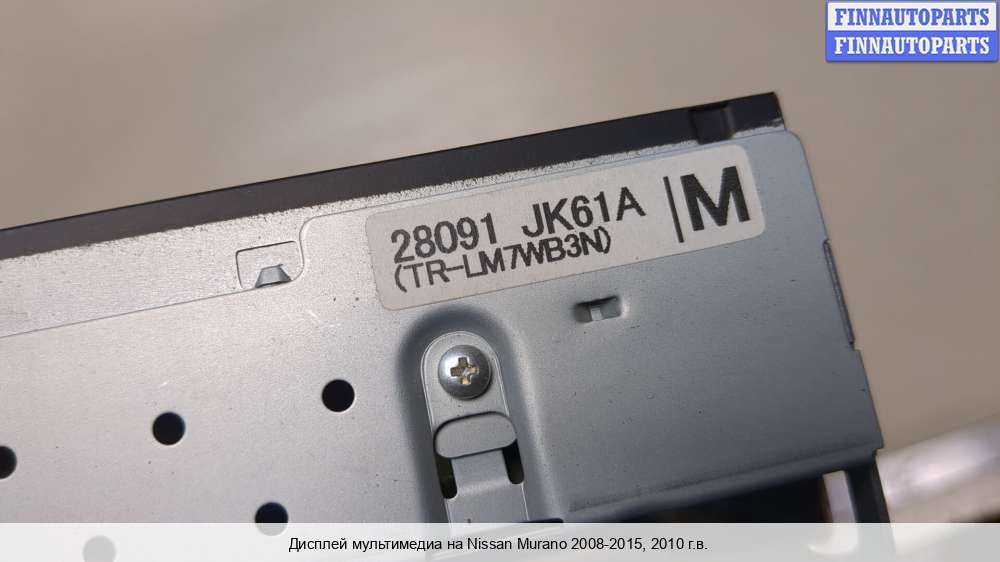 FINNAUTOPARTS
FINNAUTOPARTS
28091 JK61A
(TR-LM7WB3N)
M
Дисплей мультимедиа на Nissan Murano 2008-2015, 2010 г.в.